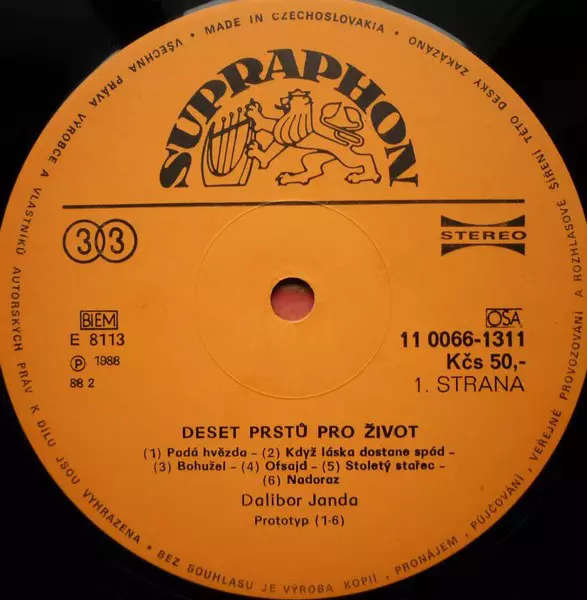 • MADE IN CZECHOSLOVAKIA •
VŠECHNA PRÁVA VÝROBCE A VLASTNÍKŮ AUTORSKÝCH PRÁV K DÍLU JSOU VYHRAZENA • BEZ SOUHLASU JE VÝROBA KOPIÍ, PRONÁJEM, PŮJČOVÁNÍ, VEŘEJNÉ PROVOZOVÁNÍ A ROZHLASOVÉ ŠÍŘENÍ TÉTO DESKY ZAKÁZÁNO
SUPRAPHON
33
STEREO
BIEM
E 8113
Ⓟ 1988
88 2
OSA
11 0066-1311
Kčs 50,-
1. STRANA
DESET PRSTŮ PRO ŽIVOT
(1) Padá hvězda - (2) Když láska dostane spád -
(3) Bohužel - (4) Ofsajd - (5) Stoletý stařec -
(6) Nadoraz
Dalibor Janda
Prototyp (1-6)